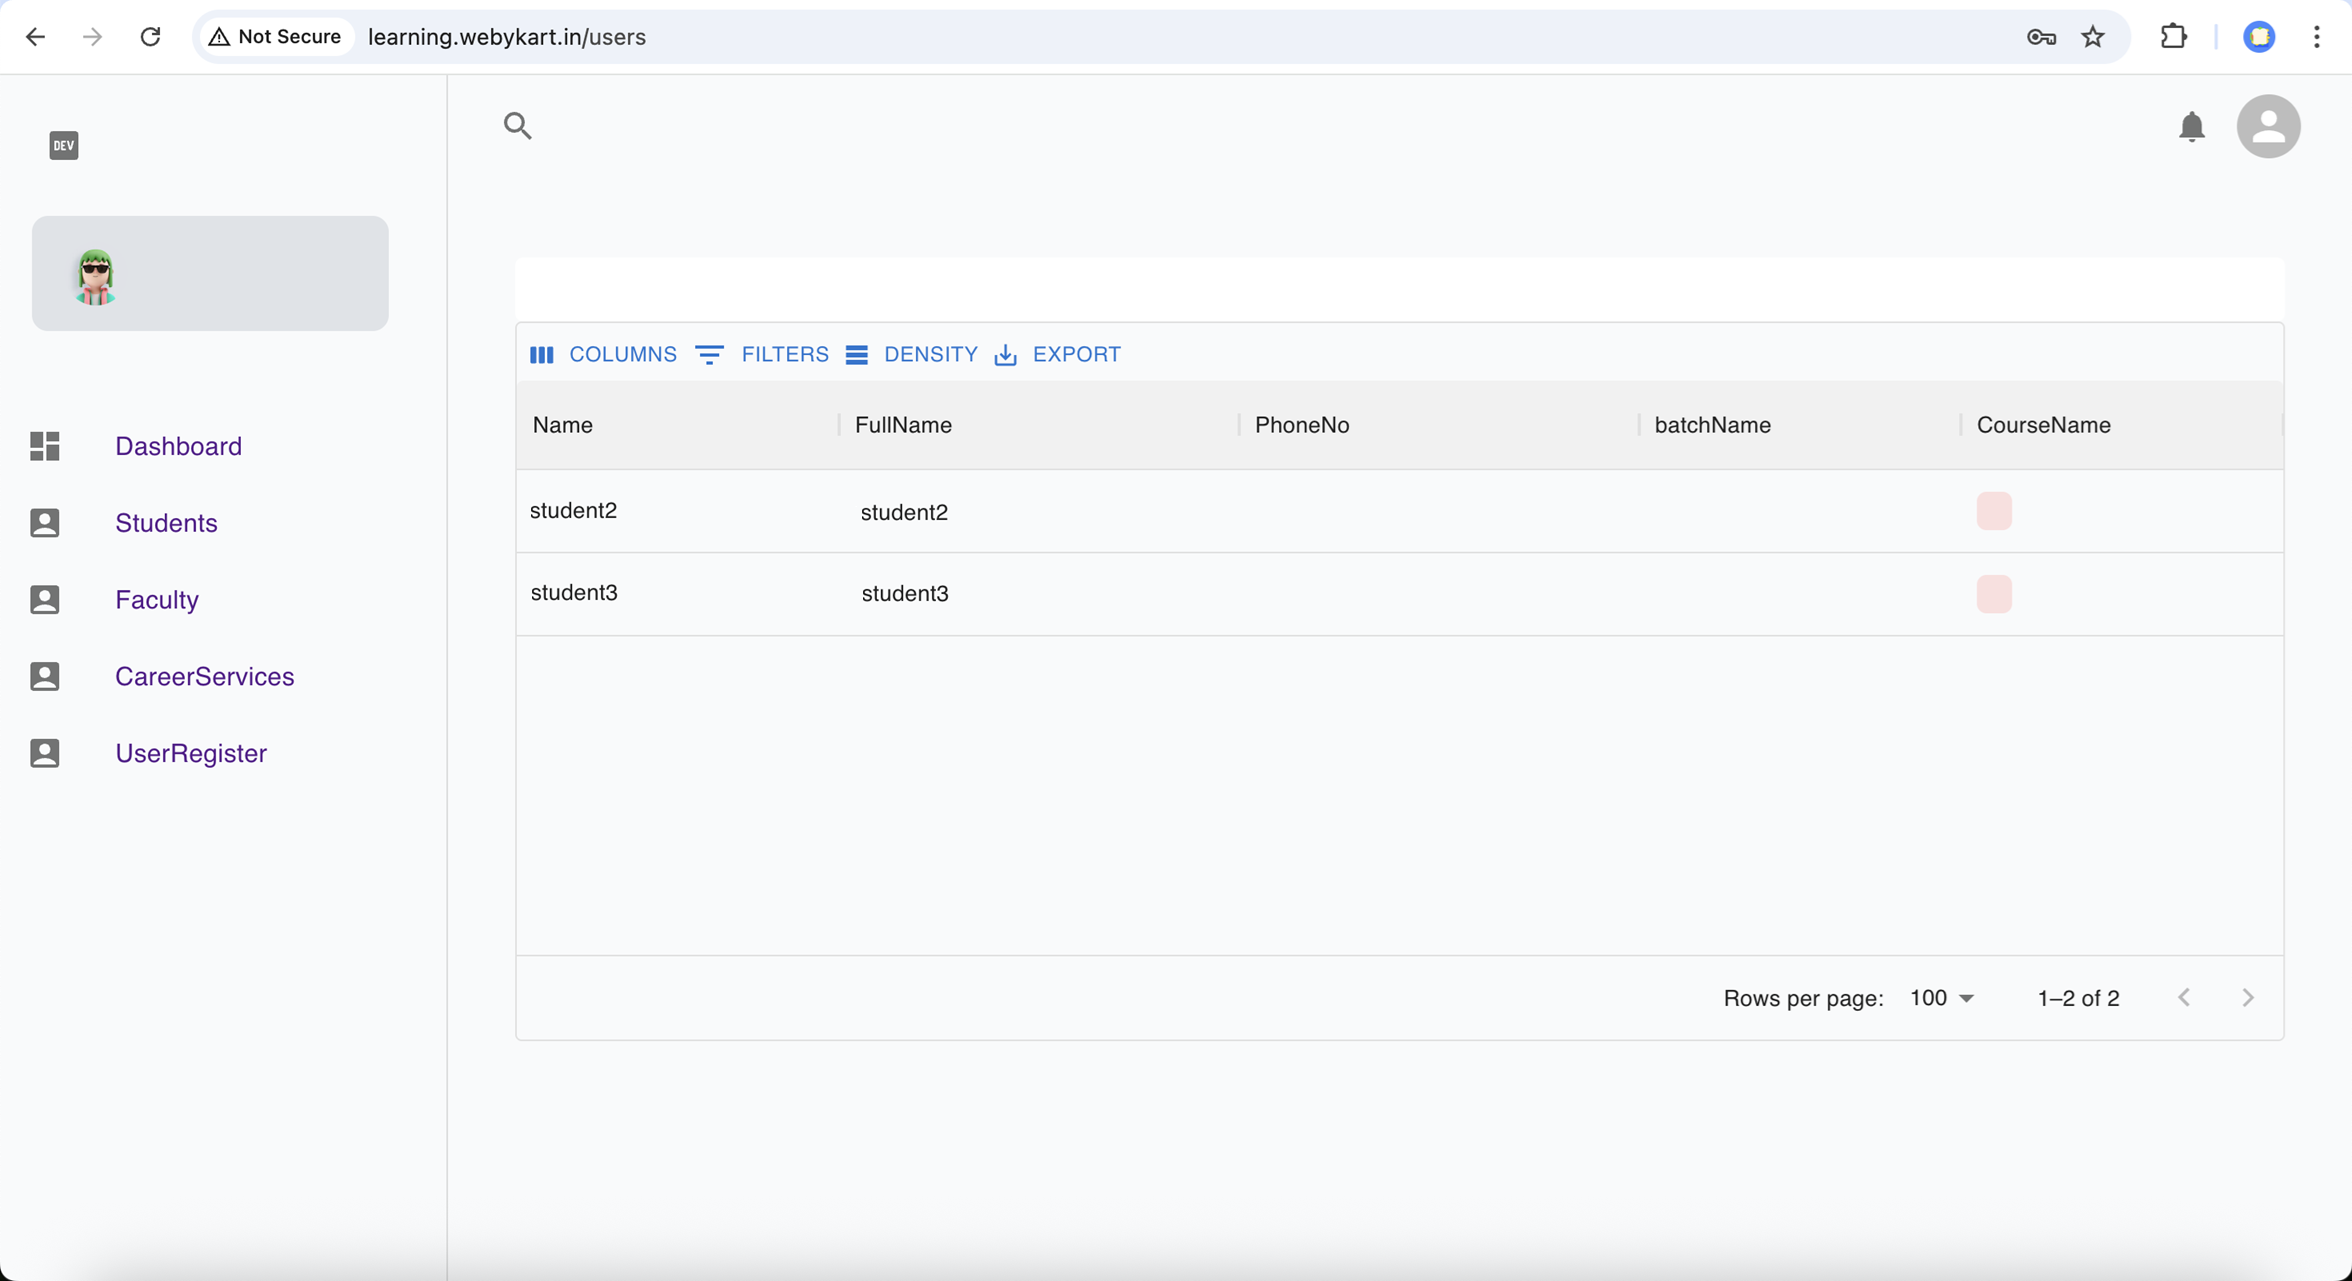 Not Secure learning.webykart.in/users
DEV
COLUMNS FILTERS DENSITY EXPORT
Name FullName PhoneNo batchName CourseName
student2 student2
student3 student3
Dashboard
Students
Faculty
CareerServices
UserRegister
Rows per page: 100 1–2 of 2